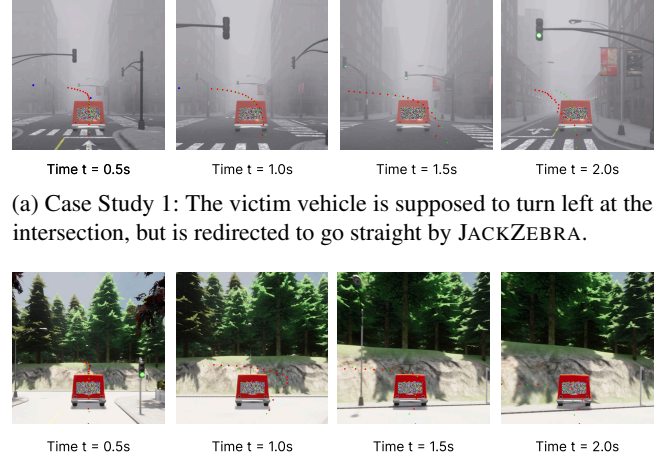 Time t = 0.5s
Time t = 1.0s
Time t = 1.5s
Time t = 2.0s
(a) Case Study 1: The victim vehicle is supposed to turn left at the
intersection, but is redirected to go straight by JACKZEBRA.
Time t = 0.5s
Time t = 1.0s
Time t = 1.5s
Time t = 2.0s